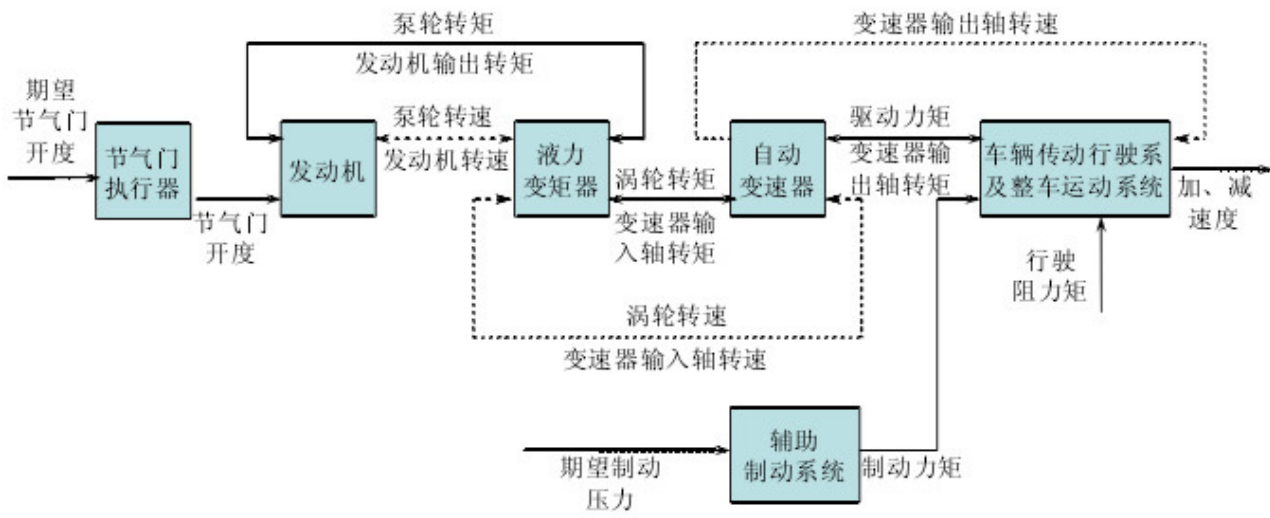 泵轮转矩
发动机输出转矩
变速器输出轴转速
期望
节气门
开度
节气门
执行器
节气门
开度
发动机
泵轮转速
发动机转速
液力
变矩器
涡轮转矩
变速器输
入轴转矩
自动
变速器
驱动力矩
变速器输
出轴转矩
车辆传动行驶系
及整车运动系统
加、减
速度
行驶
阻力矩
涡轮转速
变速器输入轴转速
期望制动
压力
辅助
制动系统
制动力矩